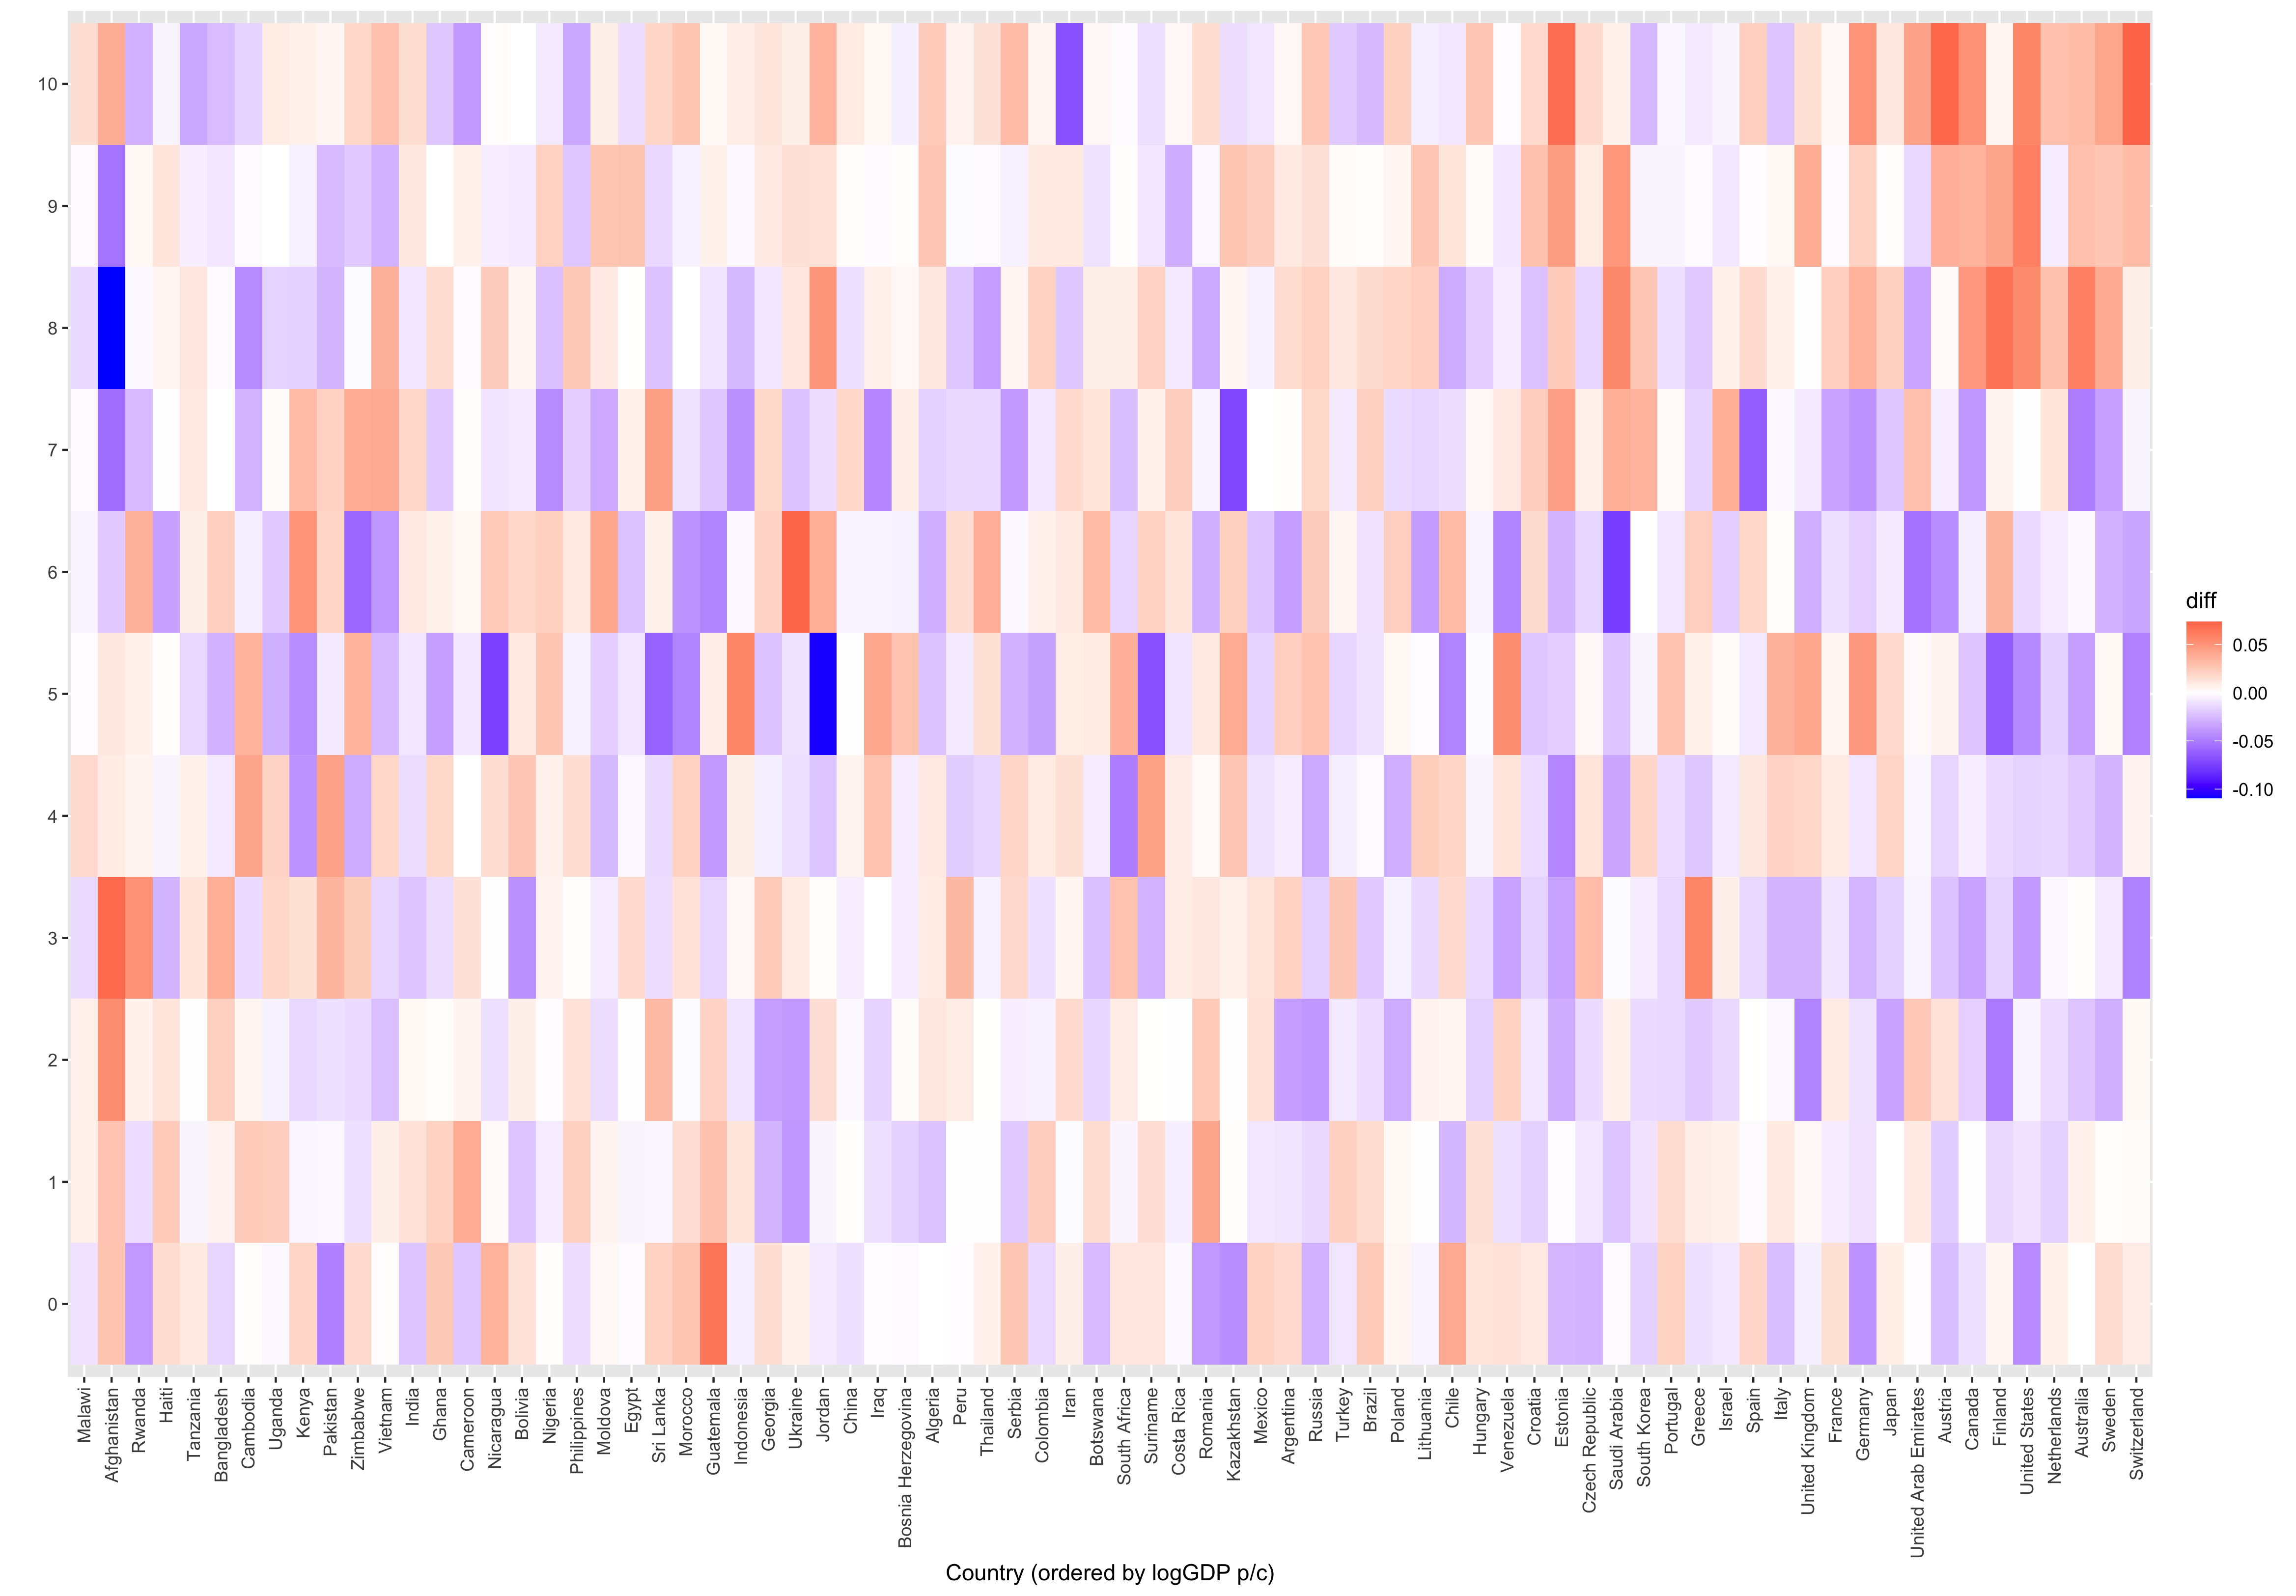 10
9
8
7
6
5
4
3
2
1
0
Malawi
Afghanistan
Rwanda
Haiti
Tanzania
Bangladesh
Cambodia
Uganda
Kenya
Pakistan
Zimbabwe
Vietnam
India
Ghana
Cameroon
Nicaragua
Bolivia
Nigeria
Philippines
Moldova
Egypt
Sri Lanka
Morocco
Guatemala
Indonesia
Georgia
Ukraine
Jordan
China
Iraq
Bosnia Herzegovina
Algeria
Peru
Thailand
Serbia
Colombia
Iran
Botswana
South Africa
Suriname
Costa Rica
Romania
Kazakhstan
Mexico
Argentina
Russia
Turkey
Brazil
Poland
Lithuania
Chile
Hungary
Venezuela
Croatia
Estonia
Czech Republic
Saudi Arabia
South Korea
Portugal
Greece
Israel
Spain
Italy
United Kingdom
France
Germany
Japan
United Arab Emirates
Austria
Canada
Finland
United States
Netherlands
Australia
Sweden
Switzerland
Country (ordered by logGDP p/c)
diff
0.05
0.00
-0.05
-0.10